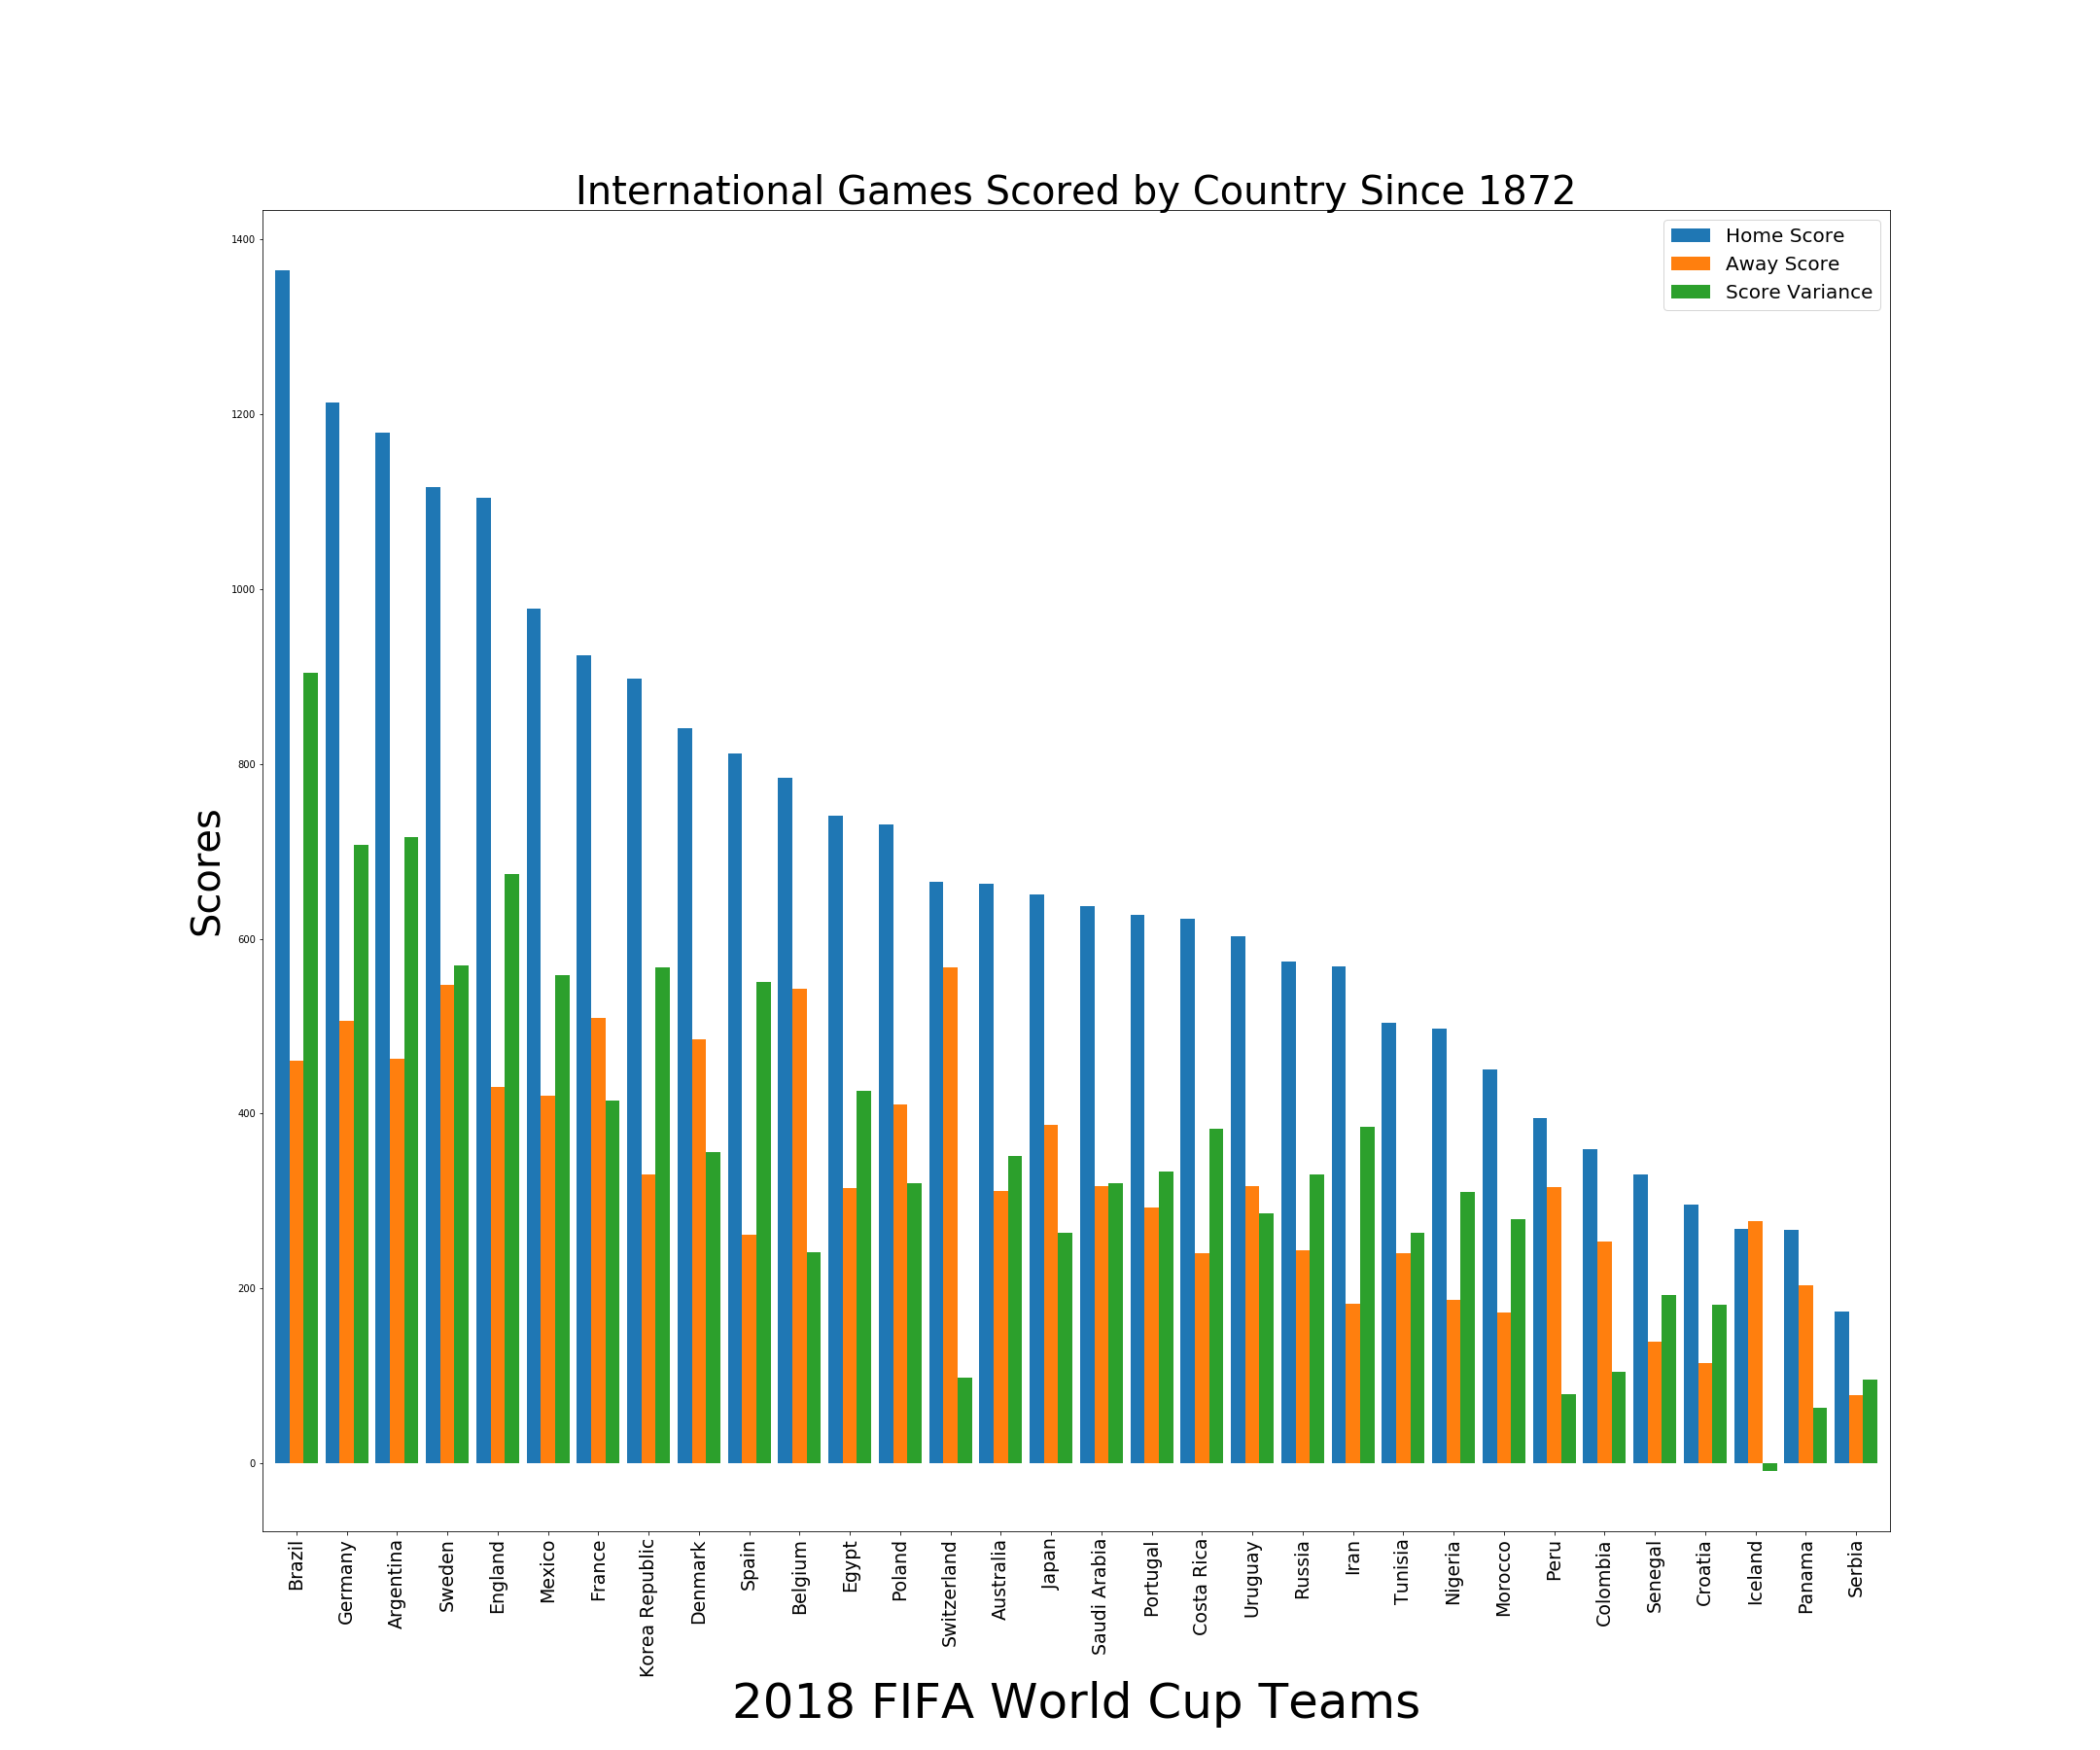 International Games Scored by Country Since 1872
Home Score
Away Score
Score Variance
1400
1200
1000
800
600
400
200
0
Scores
Brazil
Germany
Argentina
Sweden
England
Mexico
France
Korea Republic
Denmark
Spain
Belgium
Egypt
Poland
Switzerland
Australia
Japan
Saudi Arabia
Portugal
Costa Rica
Uruguay
Russia
Iran
Tunisia
Nigeria
Morocco
Peru
Colombia
Senegal
Croatia
Iceland
Panama
Serbia
2018 FIFA World Cup Teams